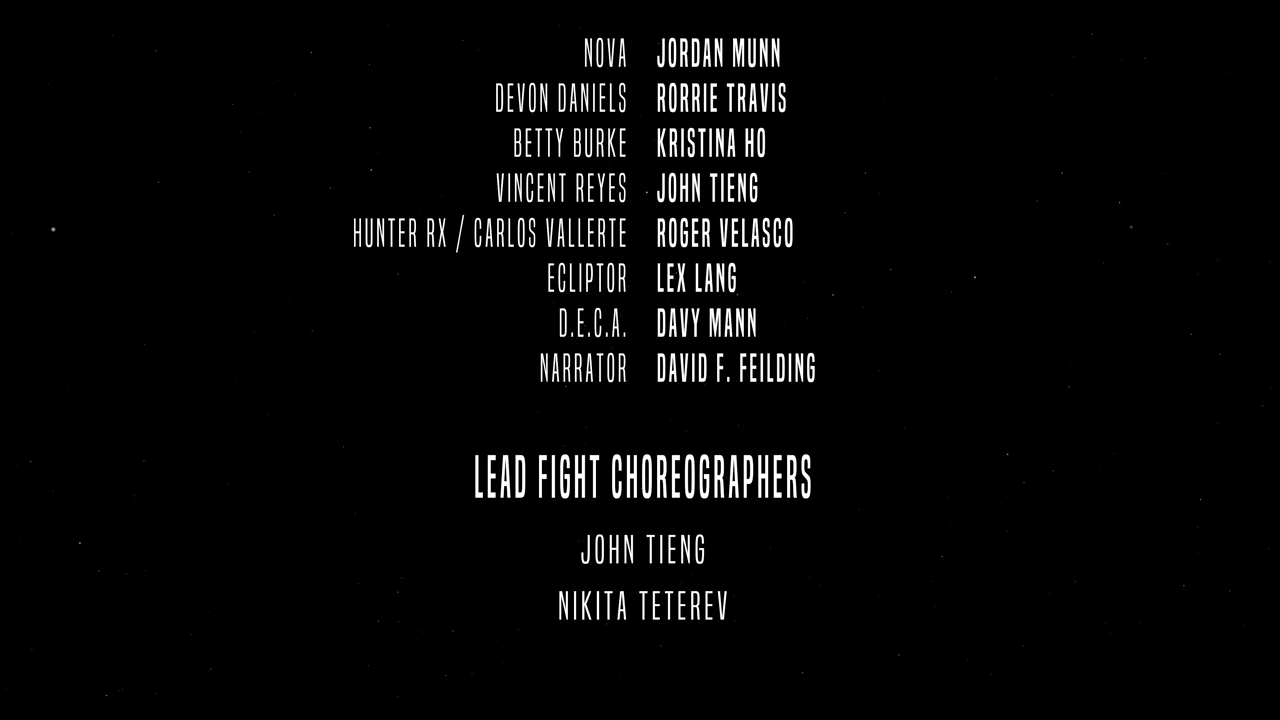 NOVA JORDAN MUNN
DEVON DANIELS RORRIE TRAVIS
BETTY BURKE KRISTINA HO
VINCENT REYES JOHN TIENG
HUNTER RX / CARLOS VALLERTE ROGER VELASCO
ECLIPTOR LEX LANG
D.E.C.A. DAVY MANN
NARRATOR DAVID F. FEILDING
LEAD FIGHT CHOREOGRAPHERS
JOHN TIENG
NIKITA TETEREV